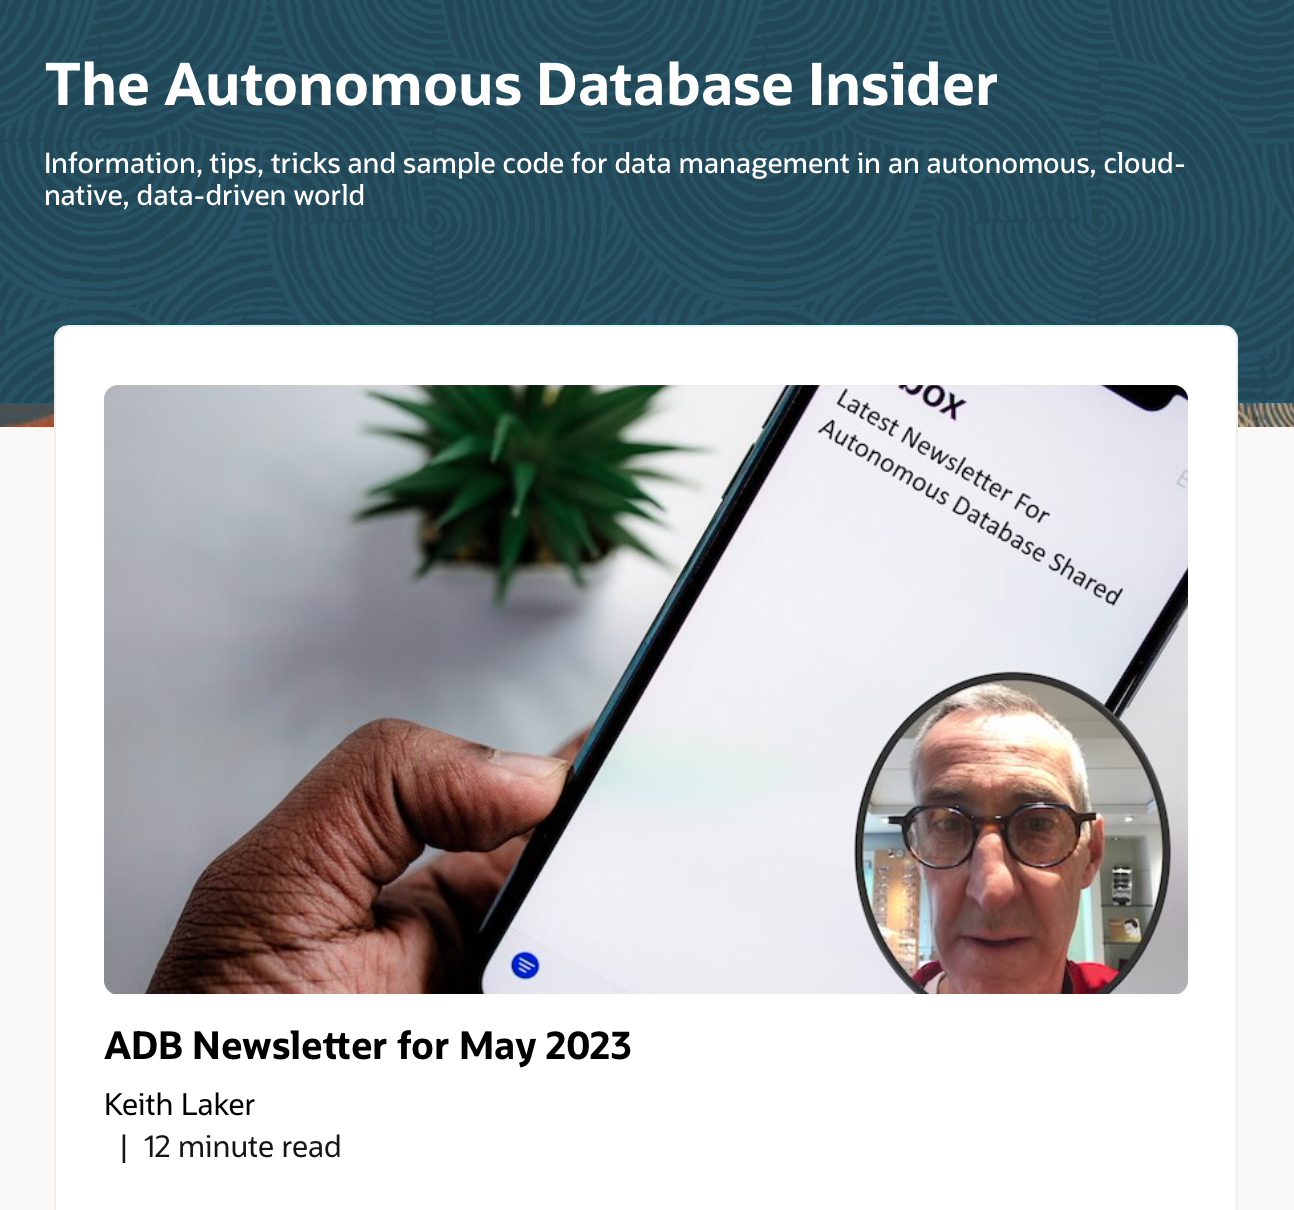 The Autonomous Database Insider
Information, tips, tricks and sample code for data management in an autonomous, cloud-
native, data-driven world
Latest Newsletter For
Autonomous Database Shared
ADB Newsletter for May 2023
Keith Laker
| 12 minute read